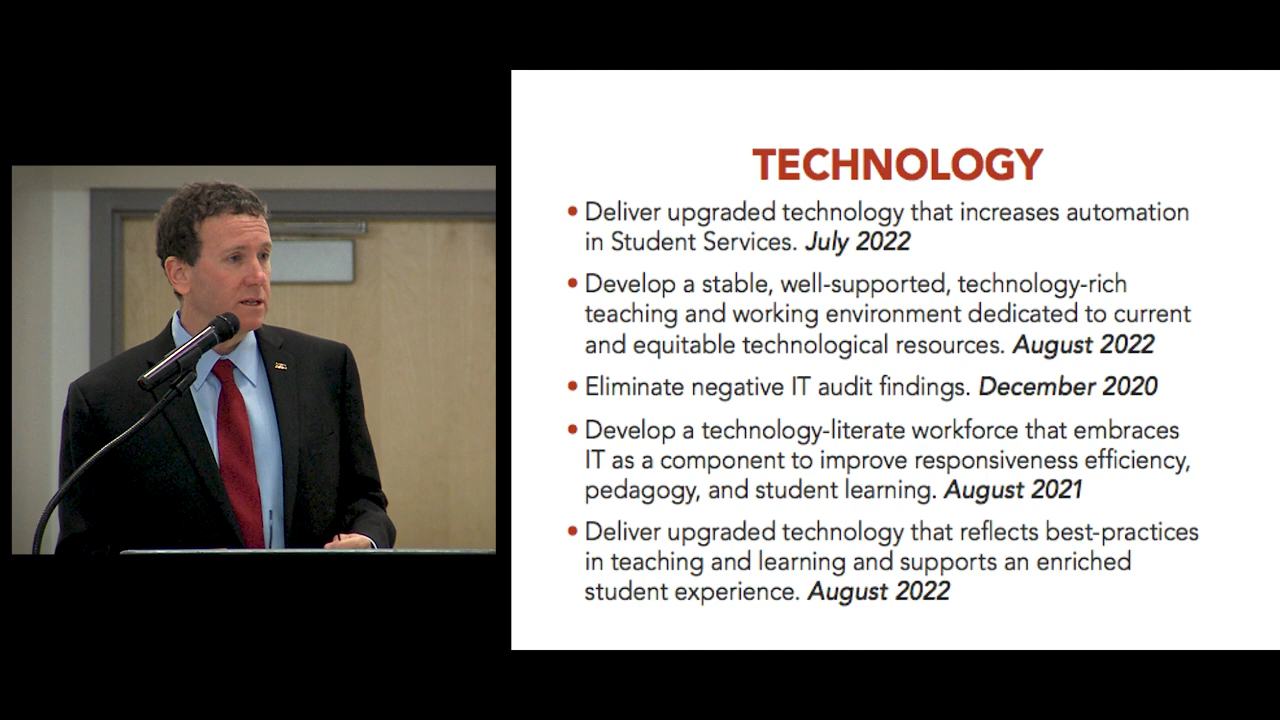 TECHNOLOGY
• Deliver upgraded technology that increases automation
in Student Services. July 2022
• Develop a stable, well-supported, technology-rich
teaching and working environment dedicated to current
and equitable technological resources. August 2022
• Eliminate negative IT audit findings. December 2020
• Develop a technology-literate workforce that embraces
IT as a component to improve responsiveness efficiency,
pedagogy, and student learning. August 2021
• Deliver upgraded technology that reflects best-practices
in teaching and learning and supports an enriched
student experience. August 2022